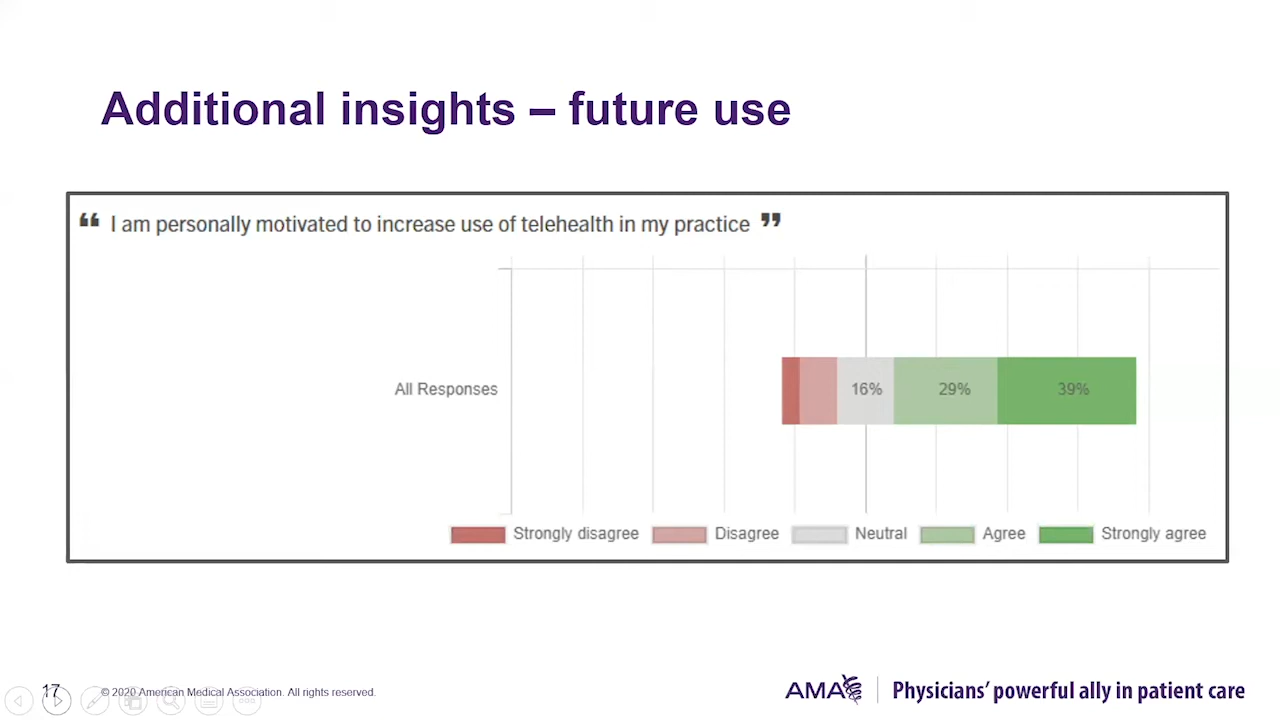 Additional insights – future use
“ I am personally motivated to increase use of telehealth in my practice ”
All Responses
16%
29%
39%
Strongly disagree
Disagree
Neutral
Agree
Strongly agree
17
© 2020 American Medical Association. All rights reserved.
AMA
Physicians’ powerful ally in patient care